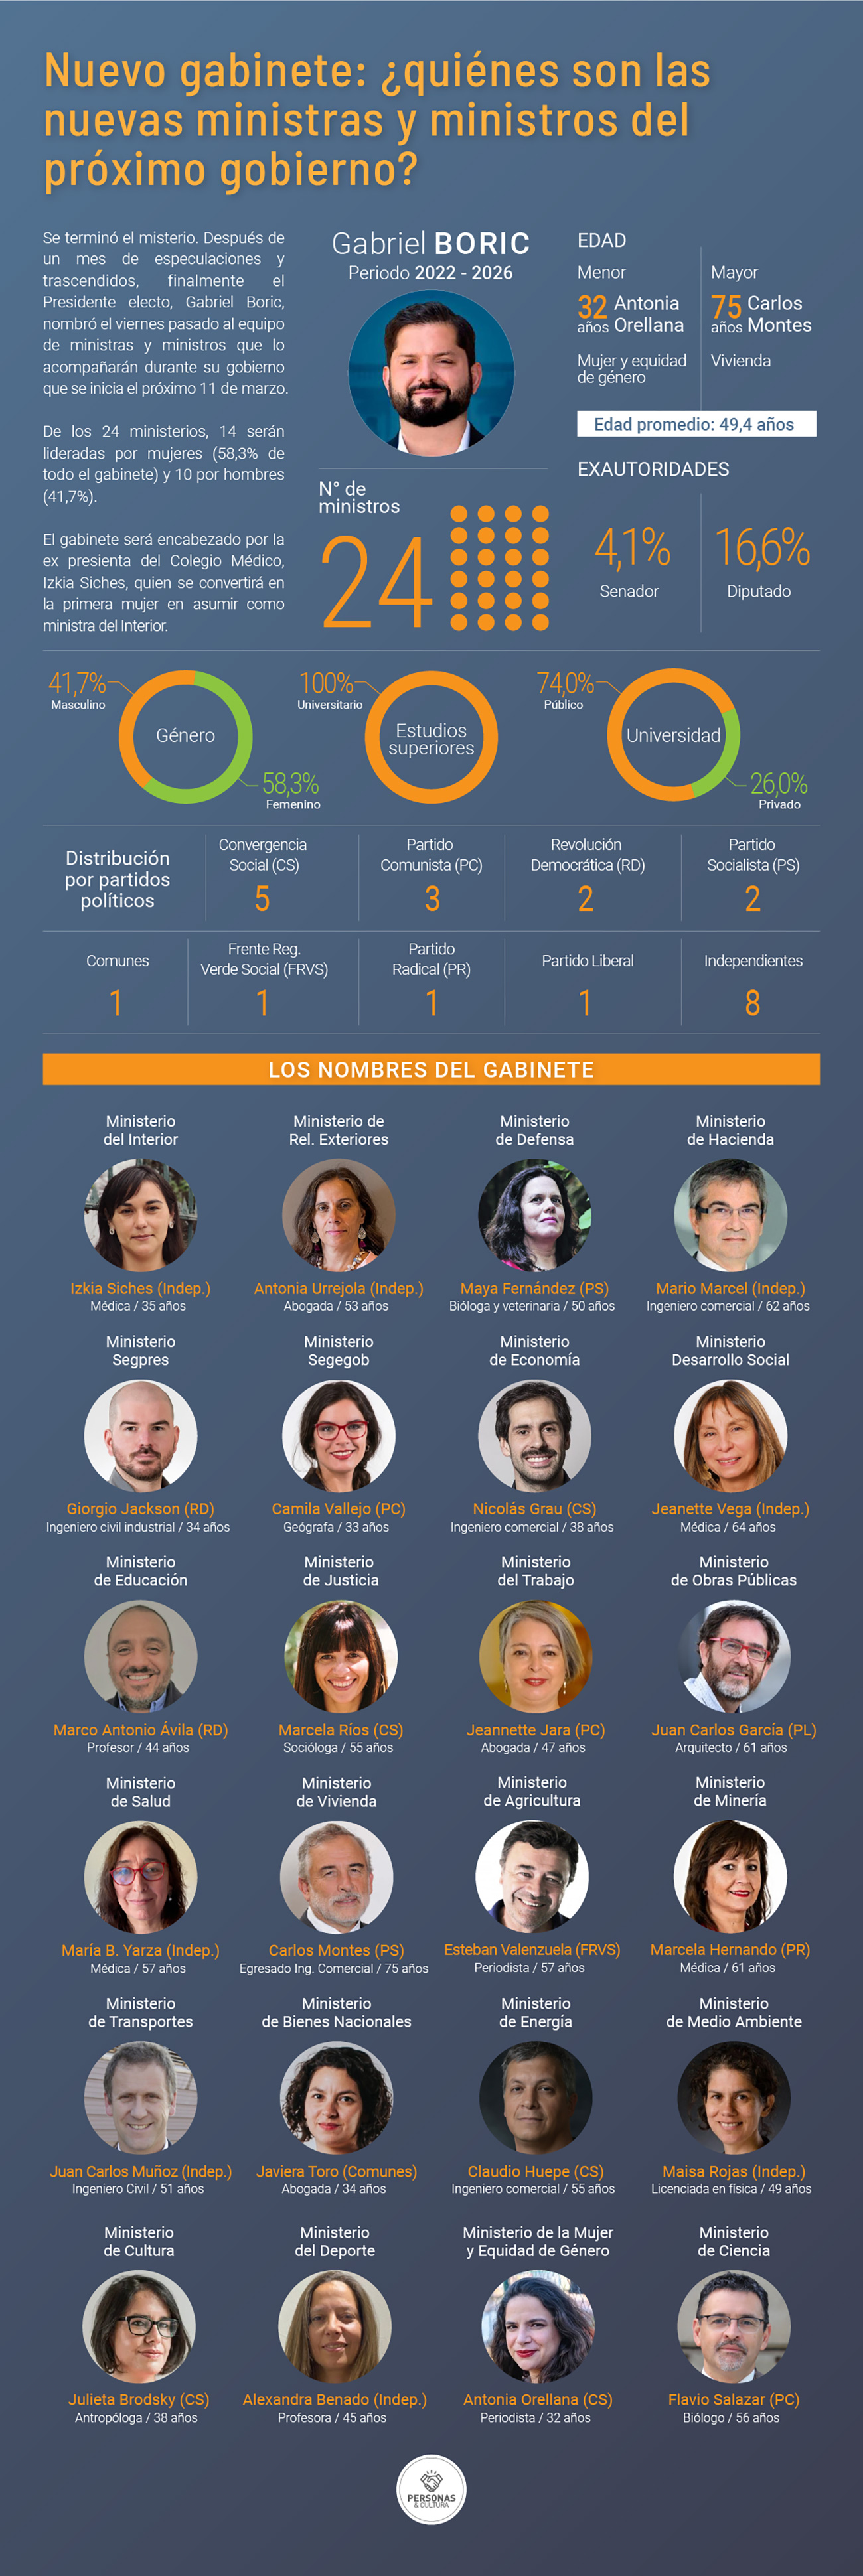 Nuevo gabinete: ¿quiénes son las
nuevas ministras y ministros del
próximo gobierno?
Se terminó el misterio. Después de
un mes de especulaciones y
trascendidos, finalmente el
Presidente electo, Gabriel Boric,
nombró el viernes pasado al equipo
de ministras y ministros que lo
acompañarán durante su gobierno
que se inicia el próximo 11 de marzo.
De los 24 ministerios, 14 serán
lideradas por mujeres (58,3% de
todo el gabinete) y 10 por hombres
(41,7%).
El gabinete será encabezado por la
ex presienta del Colegio Médico,
Izkia Siches, quien se convertirá en
la primera mujer en asumir como
ministra del Interior.
Gabriel BORIC
Periodo 2022 - 2026
N° de
ministros
24
EDAD
Menor
32 Antonia
años Orellana
Mujer y equidad
de género
Mayor
75 Carlos
años Montes
Vivienda
Edad promedio: 49,4 años
EXAUTORIDADES
4,1%
Senador
16,6%
Diputado
41,7%
Masculino
Género
58,3%
Femenino
100%
Universitario
Estudios
superiores
74,0%
Público
Universidad
26,0%
Privado
Distribución
por partidos
políticos
Convergencia
Social (CS)
5
Partido
Comunista (PC)
3
Revolución
Democrática (RD)
2
Partido
Socialista (PS)
2
Comunes
1
Frente Reg.
Verde Social (FRVS)
1
Partido
Radical (PR)
1
Partido Liberal
1
Independientes
8
LOS NOMBRES DEL GABINETE
Ministerio
del Interior
Izkia Siches (Indep.)
Médica / 35 años
Ministerio de
Rel. Exteriores
Antonia Urrejola (Indep.)
Abogada / 53 años
Ministerio
de Defensa
Maya Fernández (PS)
Bióloga y veterinaria / 50 años
Ministerio
de Hacienda
Mario Marcel (Indep.)
Ingeniero comercial / 62 años
Ministerio
Segpres
Giorgio Jackson (RD)
Ingeniero civil industrial / 34 años
Ministerio
Segegob
Camila Vallejo (PC)
Geógrafa / 33 años
Ministerio
de Economía
Nicolás Grau (CS)
Ingeniero comercial / 38 años
Ministerio
Desarrollo Social
Jeanette Vega (Indep.)
Médica / 64 años
Ministerio
de Educación
Marco Antonio Ávila (RD)
Profesor / 44 años
Ministerio
de Justicia
Marcela Ríos (CS)
Socióloga / 55 años
Ministerio
del Trabajo
Jeannette Jara (PC)
Abogada / 47 años
Ministerio
de Obras Públicas
Juan Carlos García (PL)
Arquitecto / 61 años
Ministerio
de Salud
María B. Yarza (Indep.)
Médica / 57 años
Ministerio
de Vivienda
Carlos Montes (PS)
Egresado Ing. Comercial / 75 años
Ministerio
de Agricultura
Esteban Valenzuela (FRVS)
Periodista / 57 años
Ministerio
de Minería
Marcela Hernando (PR)
Médica / 61 años
Ministerio
de Transportes
Juan Carlos Muñoz (Indep.)
Ingeniero Civil / 51 años
Ministerio
de Bienes Nacionales
Javiera Toro (Comunes)
Abogada / 34 años
Ministerio
de Energía
Claudio Huepe (CS)
Ingeniero comercial / 55 años
Ministerio
de Medio Ambiente
Maisa Rojas (Indep.)
Licenciada en física / 49 años
Ministerio
de Cultura
Julieta Brodsky (CS)
Antropóloga / 38 años
Ministerio
del Deporte
Alexandra Benado (Indep.)
Profesora / 45 años
Ministerio de la Mujer
y Equidad de Género
Antonia Orellana (CS)
Periodista / 32 años
Ministerio
de Ciencia
Flavio Salazar (PC)
Biólogo / 56 años
PERSONAS
& CULTURA